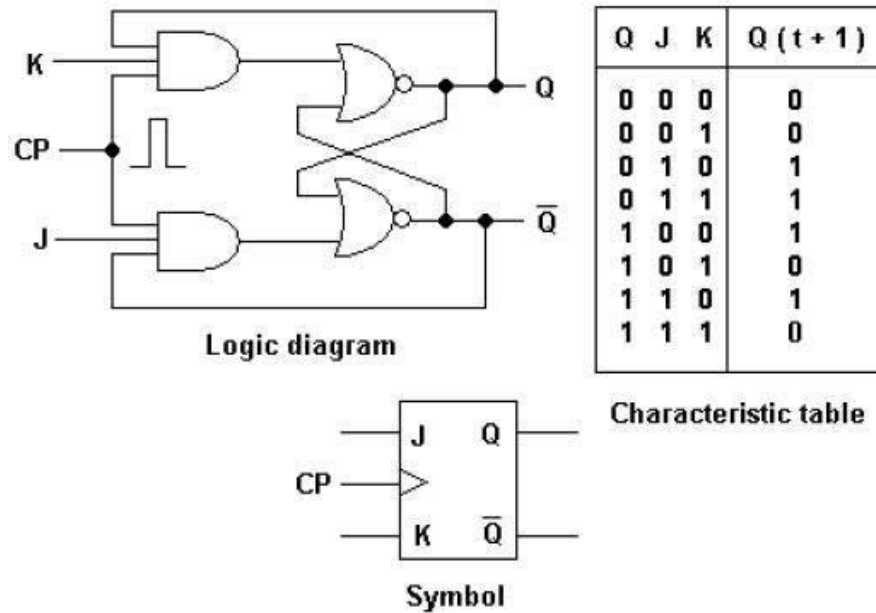 K
Q
CP
J
Q̅
Logic diagram
Q J K Q ( t + 1 )
0 0 0 0
0 0 1 0
0 1 0 1
0 1 1 1
1 0 0 1
1 0 1 0
1 1 0 1
1 1 1 0
Characteristic table
J Q
CP
K Q̅
Symbol